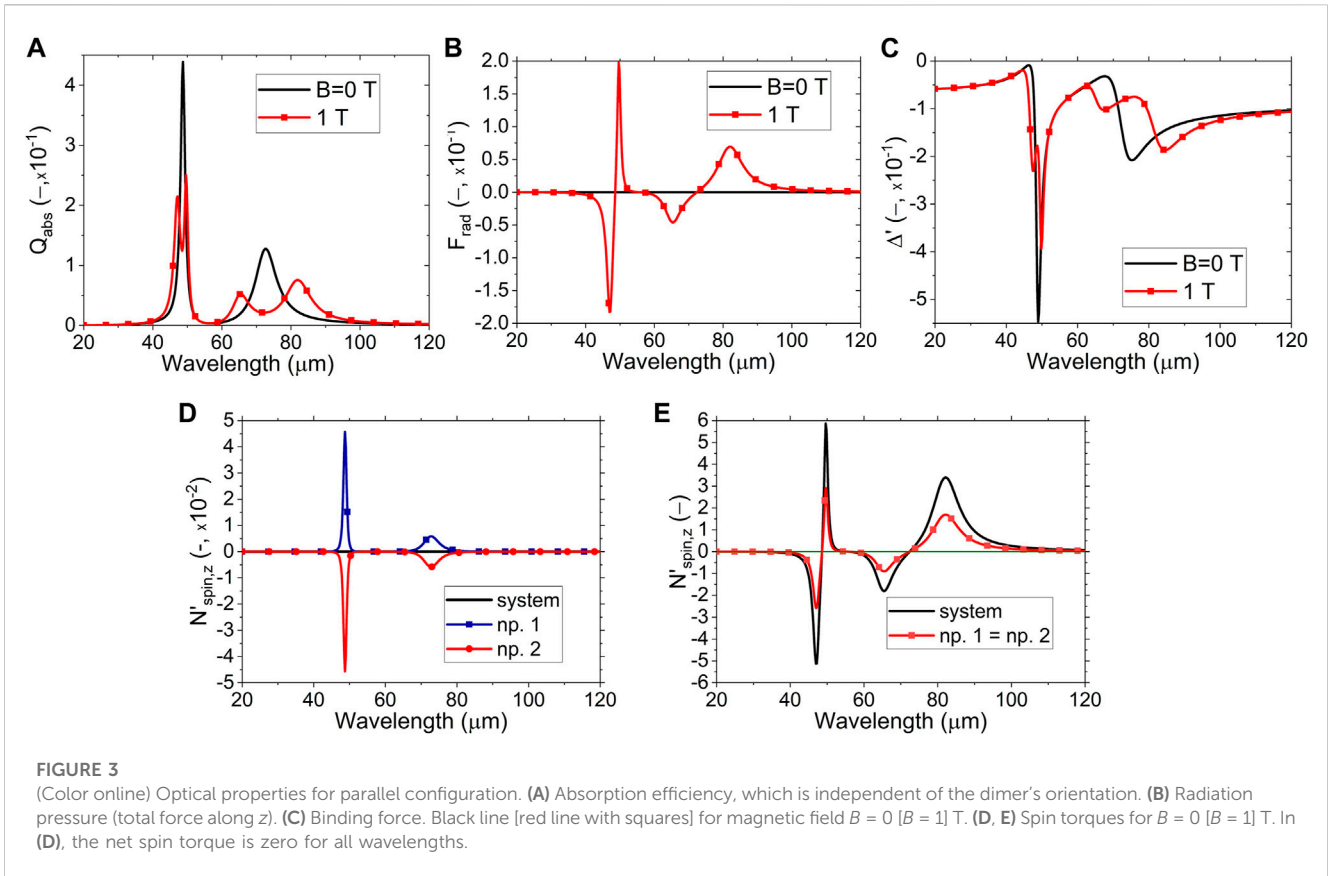 A
B=0 T
1 T
Q_abs (–,x10^-1)
4
3
2
1
0
20 40 60 80 100 120
Wavelength (μm)
B
B=0 T
1 T
F_rad (–, x10^-1)
2.0
1.5
1.0
0.5
0.0
-0.5
-1.0
-1.5
-2.0
20 40 60 80 100 120
Wavelength (μm)
C
B=0 T
1 T
Δ' (–, x10^-1)
0
-1
-2
-3
-4
-5
20 40 60 80 100 120
Wavelength (μm)
D
system
np. 1
np. 2
N'_spin,z (-, x10^-2)
5
4
3
2
1
0
-1
-2
-3
-4
-5
20 40 60 80 100 120
Wavelength (μm)
E
system
np. 1 = np. 2
N'_spin,z (–)
6
5
4
3
2
1
0
-1
-2
-3
-4
-5
-6
20 40 60 80 100 120
Wavelength (μm)
FIGURE 3
(Color online) Optical properties for parallel configuration. (A) Absorption efficiency, which is independent of the dimer's orientation. (B) Radiation
pressure (total force along z). (C) Binding force. Black line [red line with squares] for magnetic field B = 0 [B = 1] T. (D, E) Spin torques for B = 0 [B = 1] T. In
(D), the net spin torque is zero for all wavelengths.